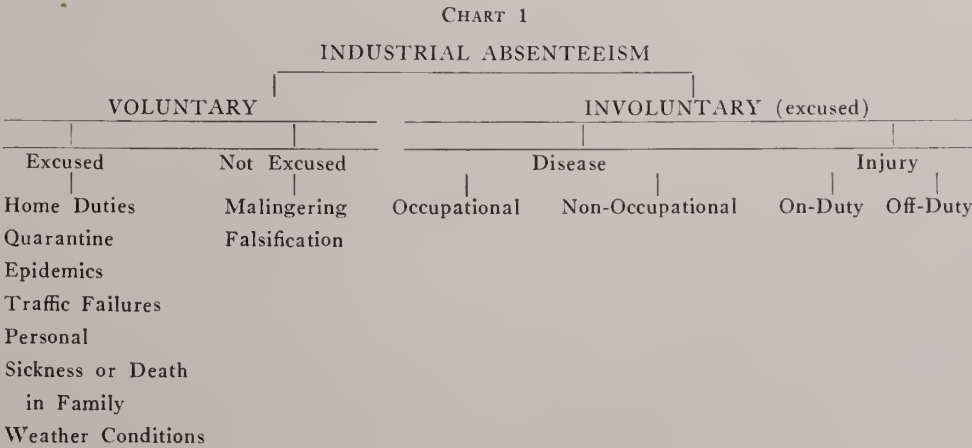 CHART 1
INDUSTRIAL ABSENTEEISM
VOLUNTARY INVOLUNTARY (excused)
Excused Not Excused Disease Injury
Home Duties Malingering Occupational Non-Occupational On-Duty Off-Duty
Quarantine Falsification
Epidemics
Traffic Failures
Personal
Sickness or Death
in Family
Weather Conditions